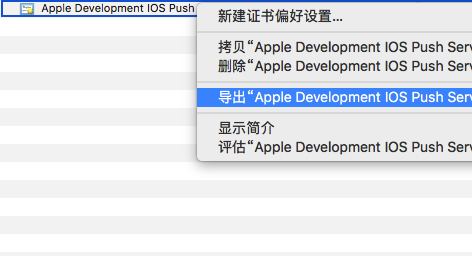 Apple Development IOS Push
新建证书偏好设置...
拷贝“Apple Development IOS Push Serv
删除“Apple Development IOS Push Serv
导出“Apple Development IOS Push Serv
显示简介
评估“Apple Development IOS Push Serv